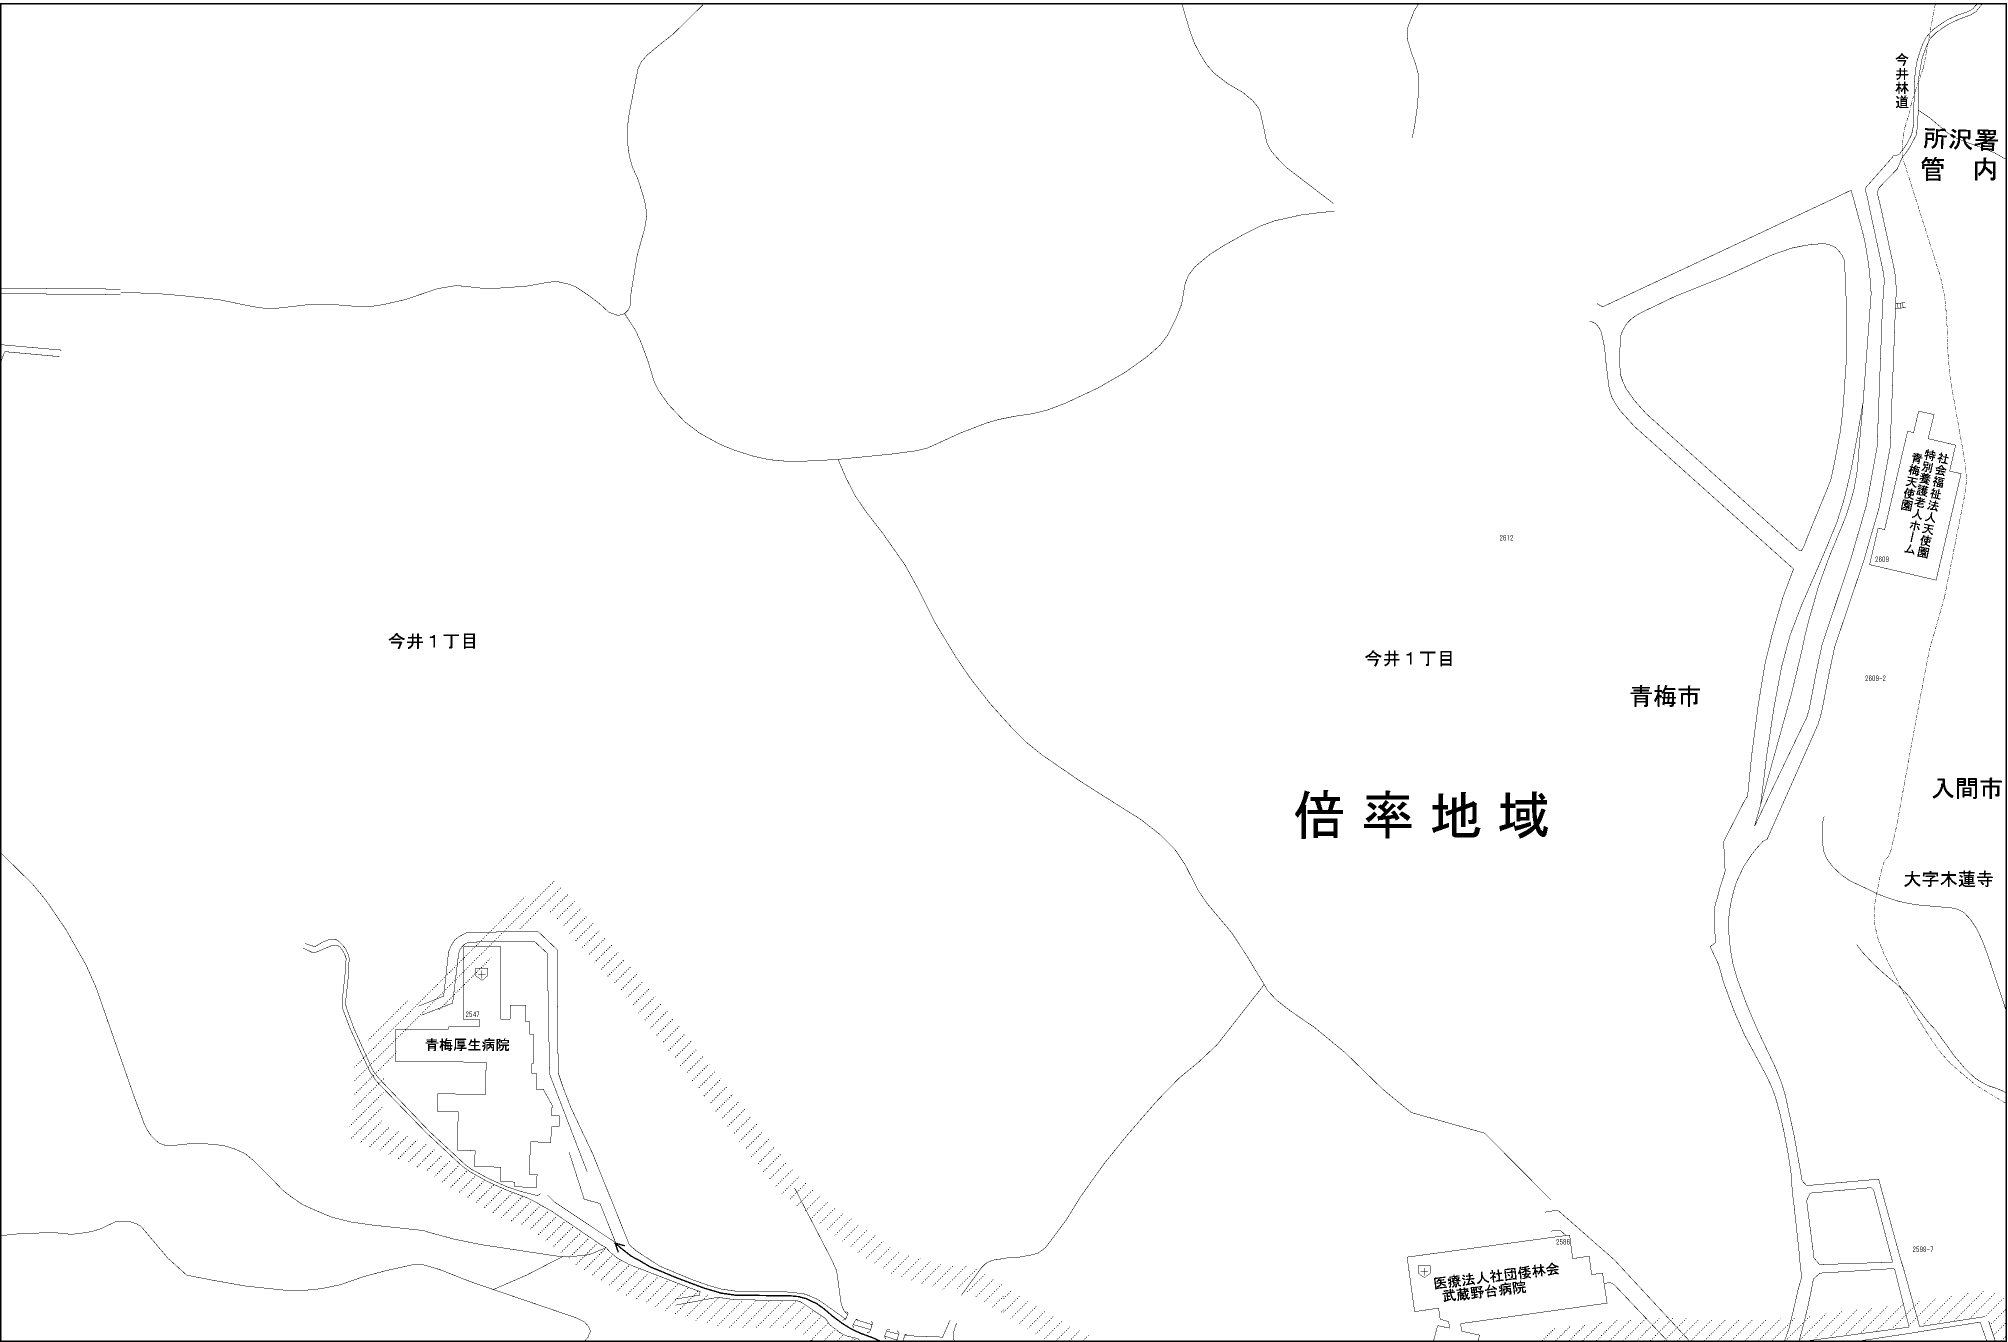 今井林道
所沢署
管　内
社会福祉法人天使園
特別養護老人ホーム
青梅天使園
2612
2609
今井１丁目
今井１丁目
2609-2
青梅市
入間市
倍率地域
大字木蓮寺
2547
青梅厚生病院
2586
2598-7
医療法人社団倭林会
武蔵野台病院